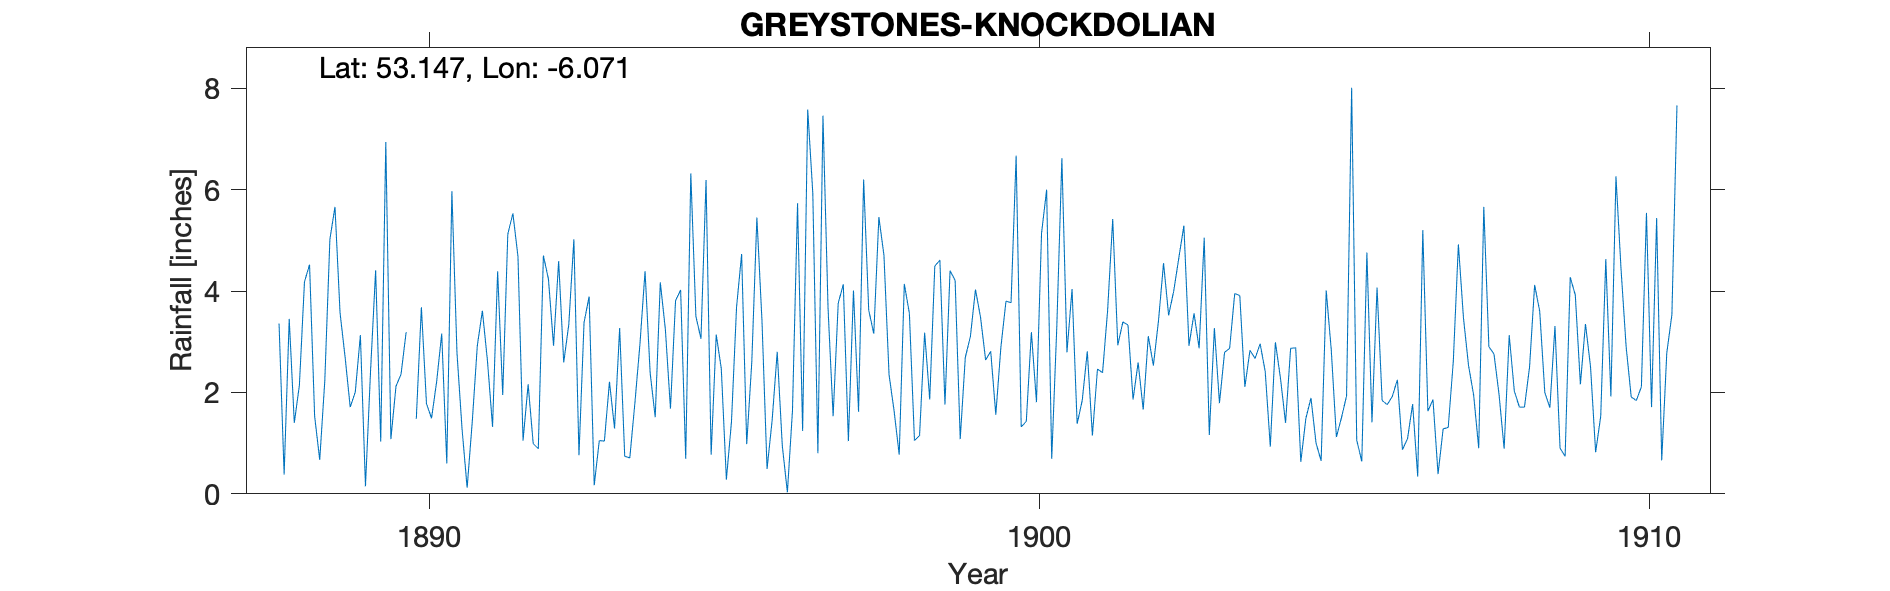 GREYSTONES-KNOCKDOLIAN
Lat: 53.147, Lon: -6.071
8
6
4
2
0
Rainfall [inches]
1890
1900
1910
Year